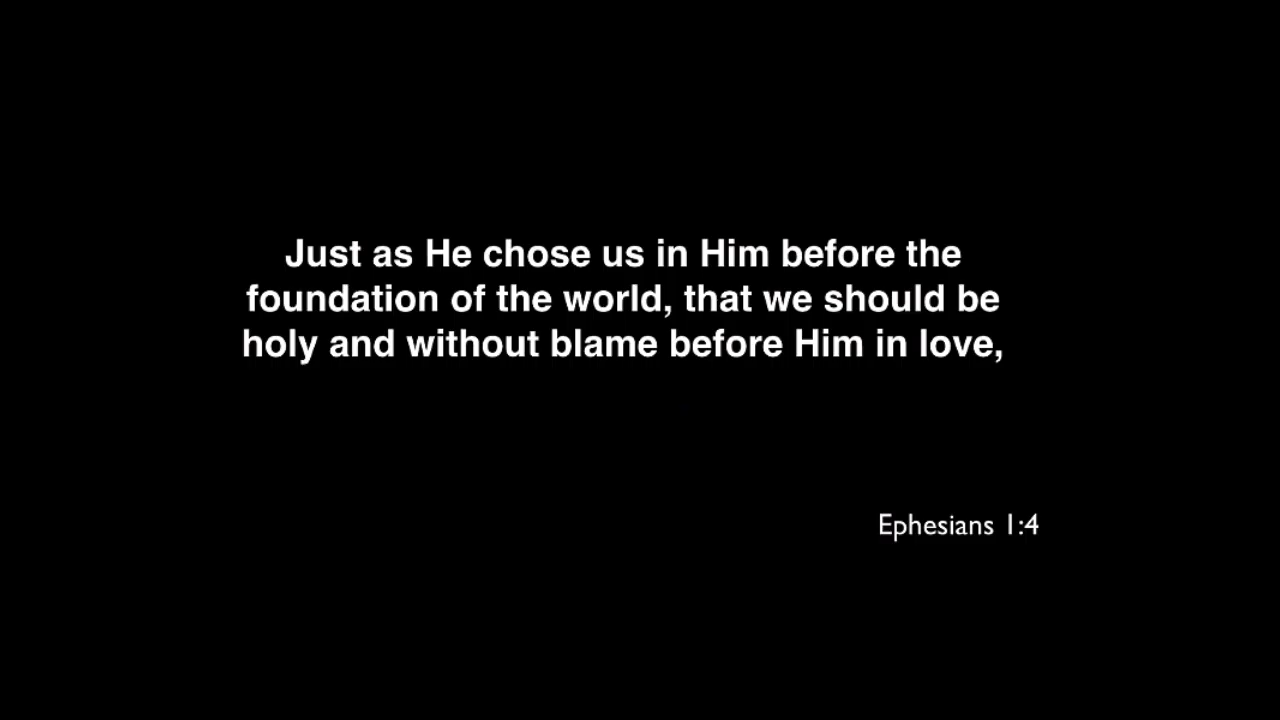 Just as He chose us in Him before the
foundation of the world, that we should be
holy and without blame before Him in love,
Ephesians 1:4